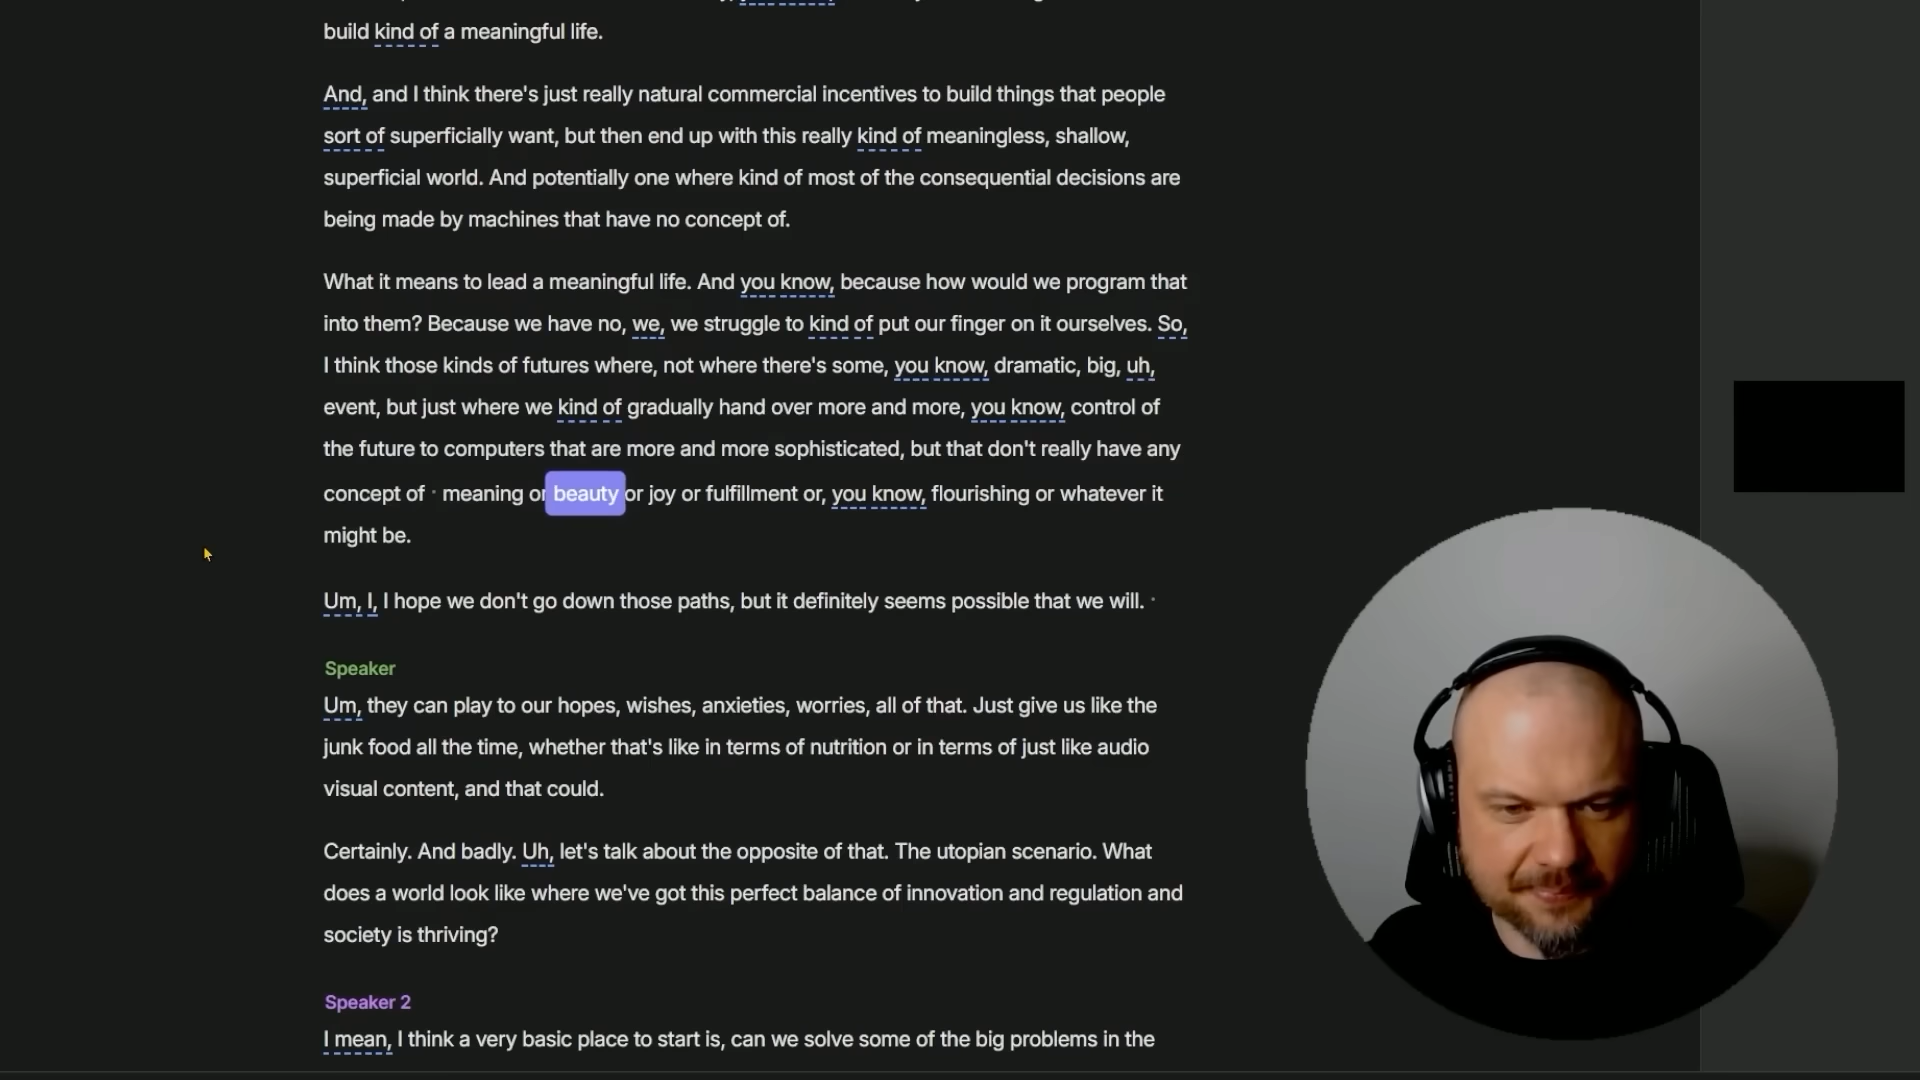 build kind of a meaningful life.
And, and I think there's just really natural commercial incentives to build things that people
sort of superficially want, but then end up with this really kind of meaningless, shallow,
superficial world. And potentially one where kind of most of the consequential decisions are
being made by machines that have no concept of.
What it means to lead a meaningful life. And you know, because how would we program that
into them? Because we have no, we, we struggle to kind of put our finger on it ourselves. So,
I think those kinds of futures where, not where there's some, you know, dramatic, big, uh,
event, but just where we kind of gradually hand over more and more, you know, control of
the future to computers that are more and more sophisticated, but that don't really have any
concept of · meaning or beauty or joy or fulfillment or, you know, flourishing or whatever it
might be.
Um, I, I hope we don't go down those paths, but it definitely seems possible that we will. ·
Speaker
Um, they can play to our hopes, wishes, anxieties, worries, all of that. Just give us like the
junk food all the time, whether that's like in terms of nutrition or in terms of just like audio
visual content, and that could.
Certainly. And badly. Uh, let's talk about the opposite of that. The utopian scenario. What
does a world look like where we've got this perfect balance of innovation and regulation and
society is thriving?
Speaker 2
I mean, I think a very basic place to start is, can we solve some of the big problems in the